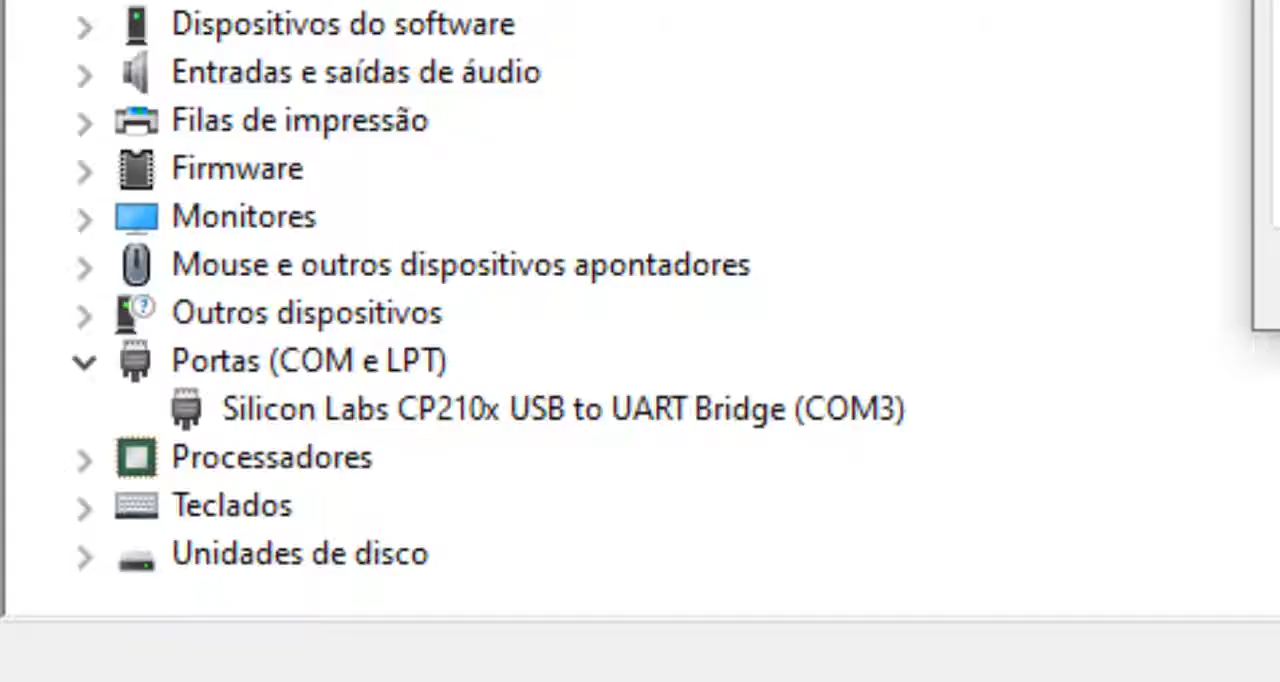 Dispositivos do software
Entradas e saídas de áudio
Filas de impressão
Firmware
Monitores
Mouse e outros dispositivos apontadores
Outros dispositivos
Portas (COM e LPT)
Silicon Labs CP210x USB to UART Bridge (COM3)
Processadores
Teclados
Unidades de disco